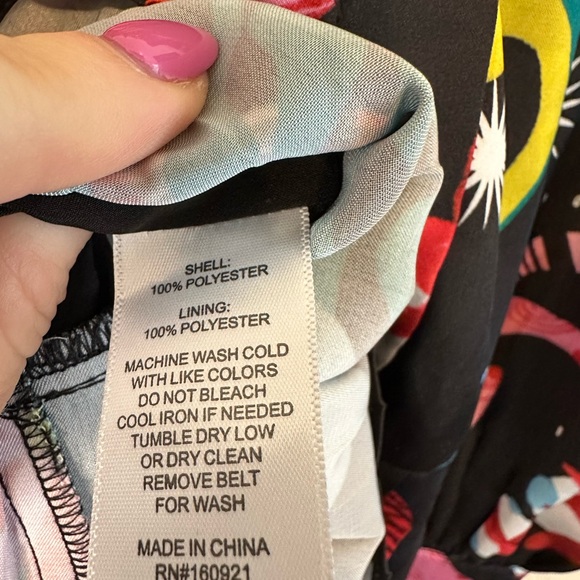 SHELL:
100% POLYESTER
LINING:
100% POLYESTER
MACHINE WASH COLD
WITH LIKE COLORS
DO NOT BLEACH
COOL IRON IF NEEDED
TUMBLE DRY LOW
OR DRY CLEAN
REMOVE BELT
FOR WASH
MADE IN CHINA
RN#160921